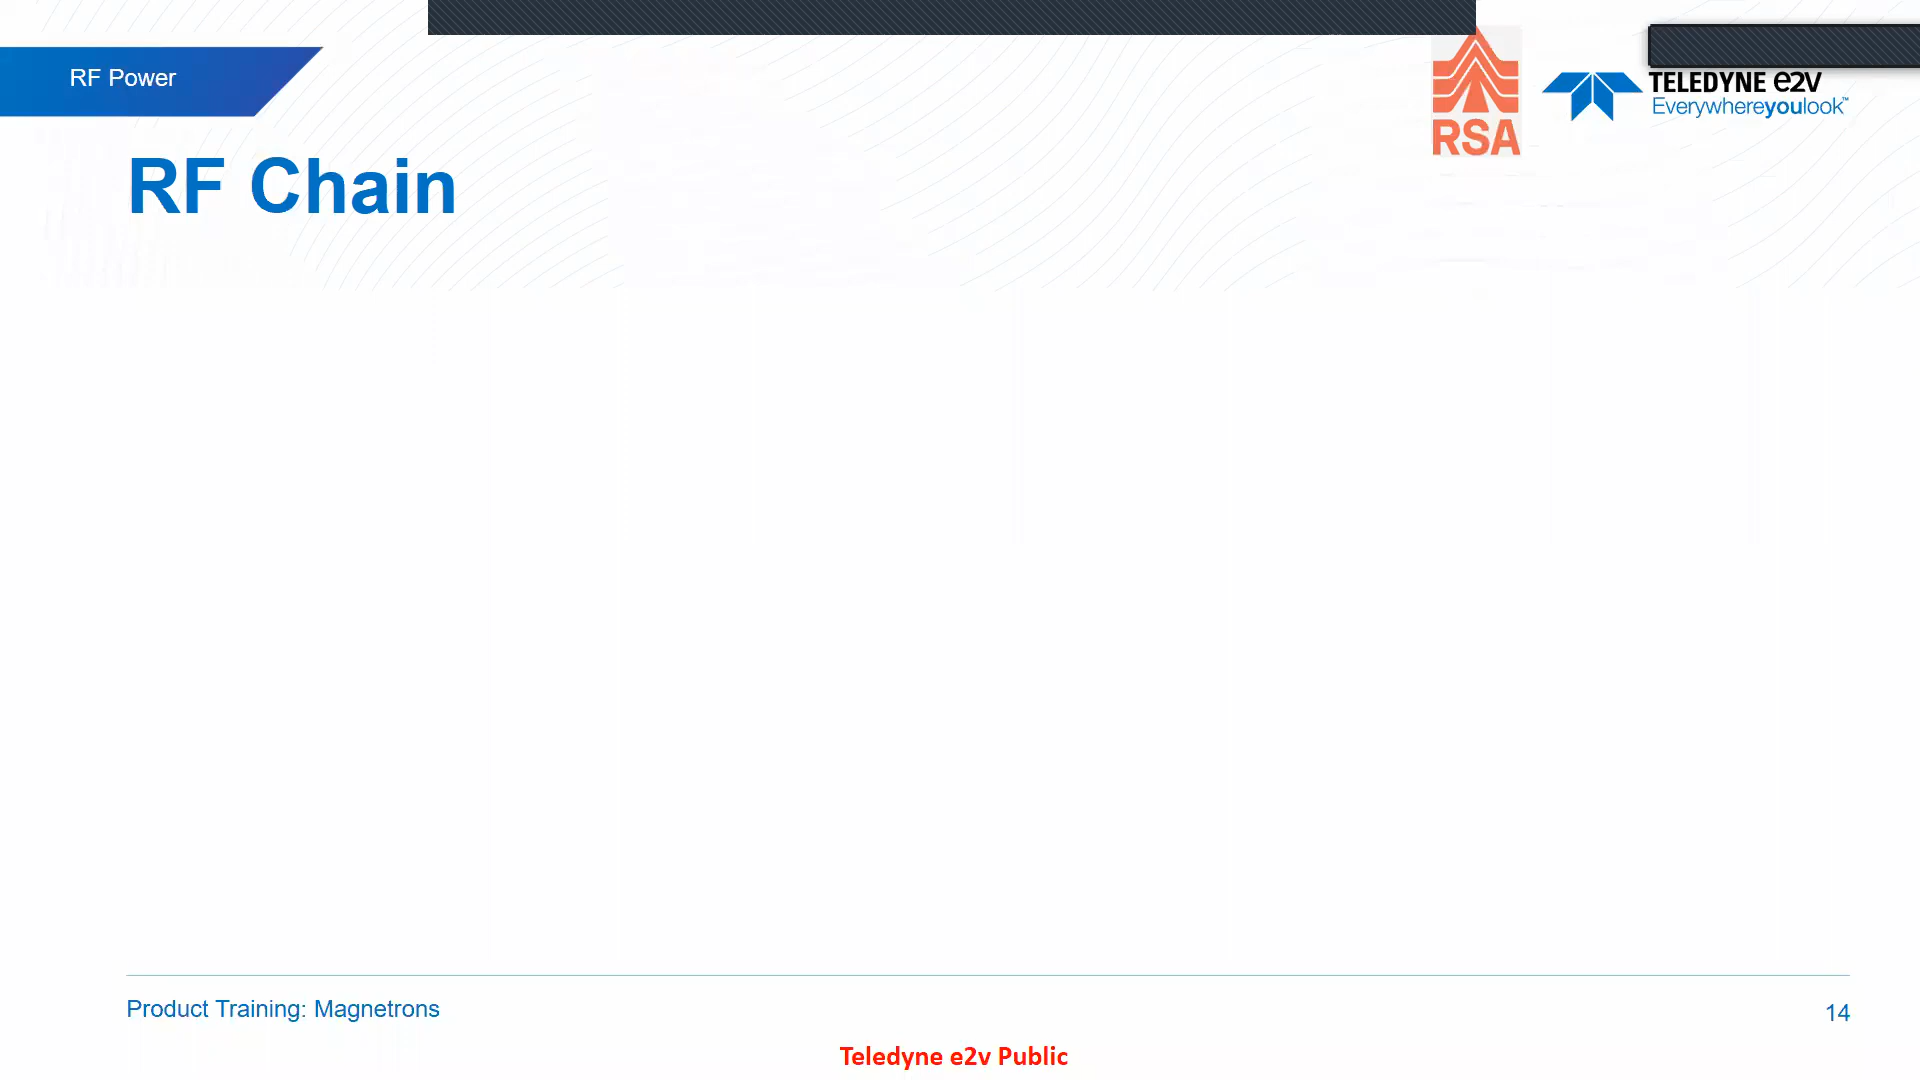 RF Power
RSA
TELEDYNE e2v
Everywhereyoulook™
RF Chain
Product Training: Magnetrons
14
Teledyne e2v Public